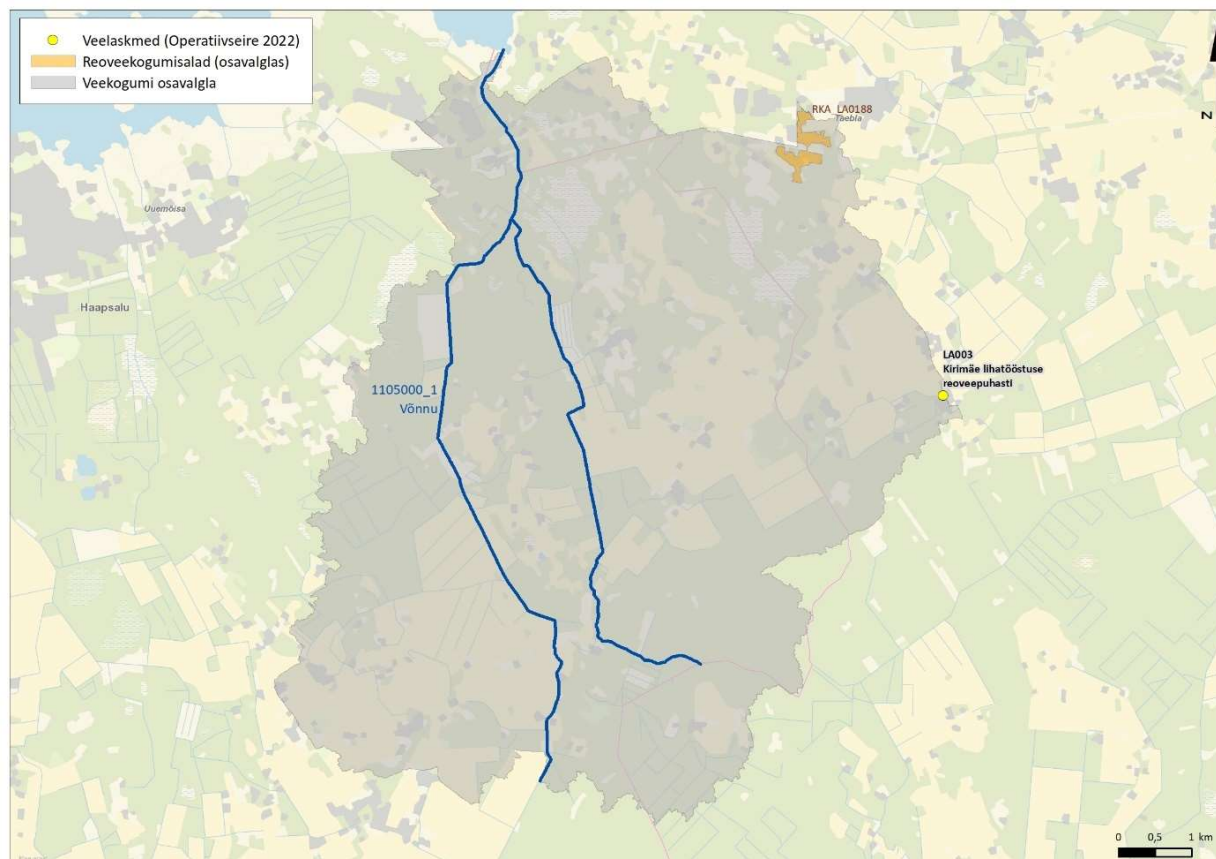 Veelaskmed (Operatiivseire 2022)
Reoveekogumisalad (osavalglas)
Veekogumi osavalgla
N
RKA_LA0188
Taebla
Uuemõisa
Haapsalu
LA003
Kirimäe lihatööstuse
reoveepuhasti
1105000_1
Võnnu
0 0,5 1 km